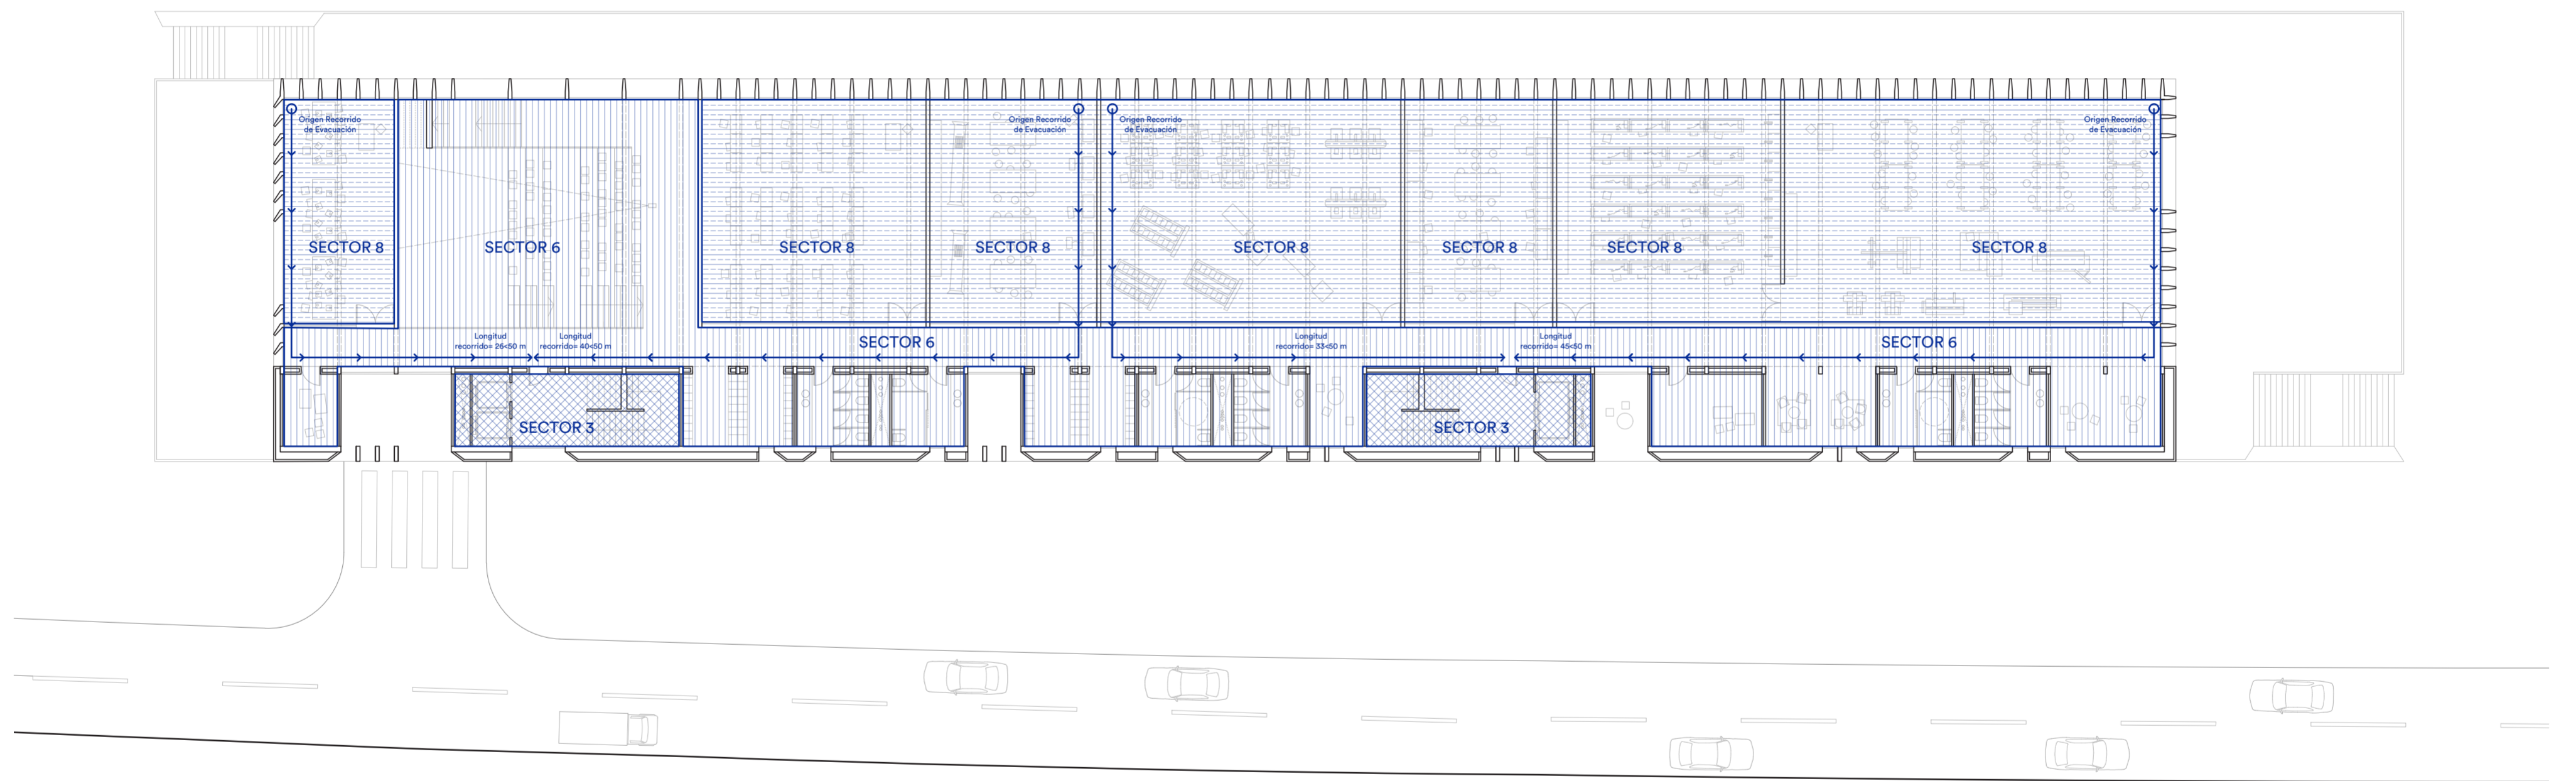 Origen Recorrido
de Evacuación
Origen Recorrido
de Evacuación
Origen Recorrido
de Evacuación
Origen Recorrido
de Evacuación
SECTOR 8
SECTOR 6
SECTOR 8
SECTOR 8
SECTOR 8
SECTOR 8
SECTOR 8
SECTOR 8
Longitud
recorrido= 26<50 m
Longitud
recorrido= 40<50 m
SECTOR 6
Longitud
recorrido= 33<50 m
Longitud
recorrido= 45<50 m
SECTOR 6
SECTOR 3
SECTOR 3